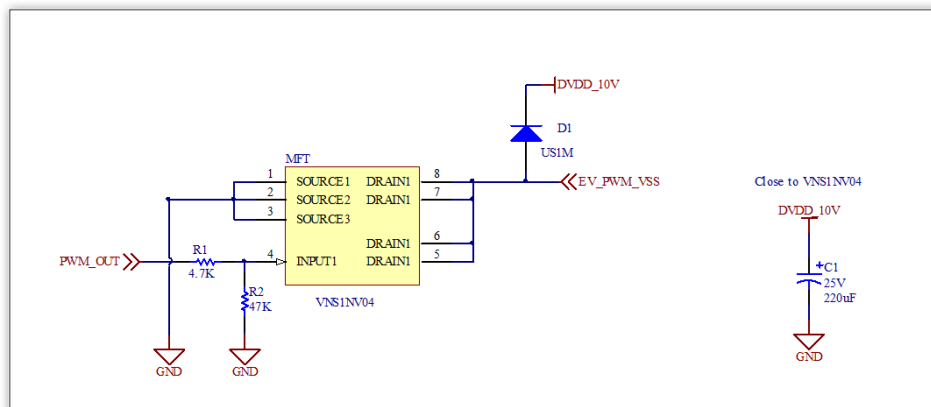 DVDD_10V
D1
US1M
MFT
1 SOURCE1 DRAIN1 8
2 SOURCE2 DRAIN1 7
3 SOURCE3
DRAIN1 6
4 INPUT1 DRAIN1 5
EV_PWM_VSS
PWM_OUT
R1
4.7K
R2
47K
VNS1NV04
GND
GND
Close to VNS1NV04
DVDD_10V
+
C1
25V
220uF
GND